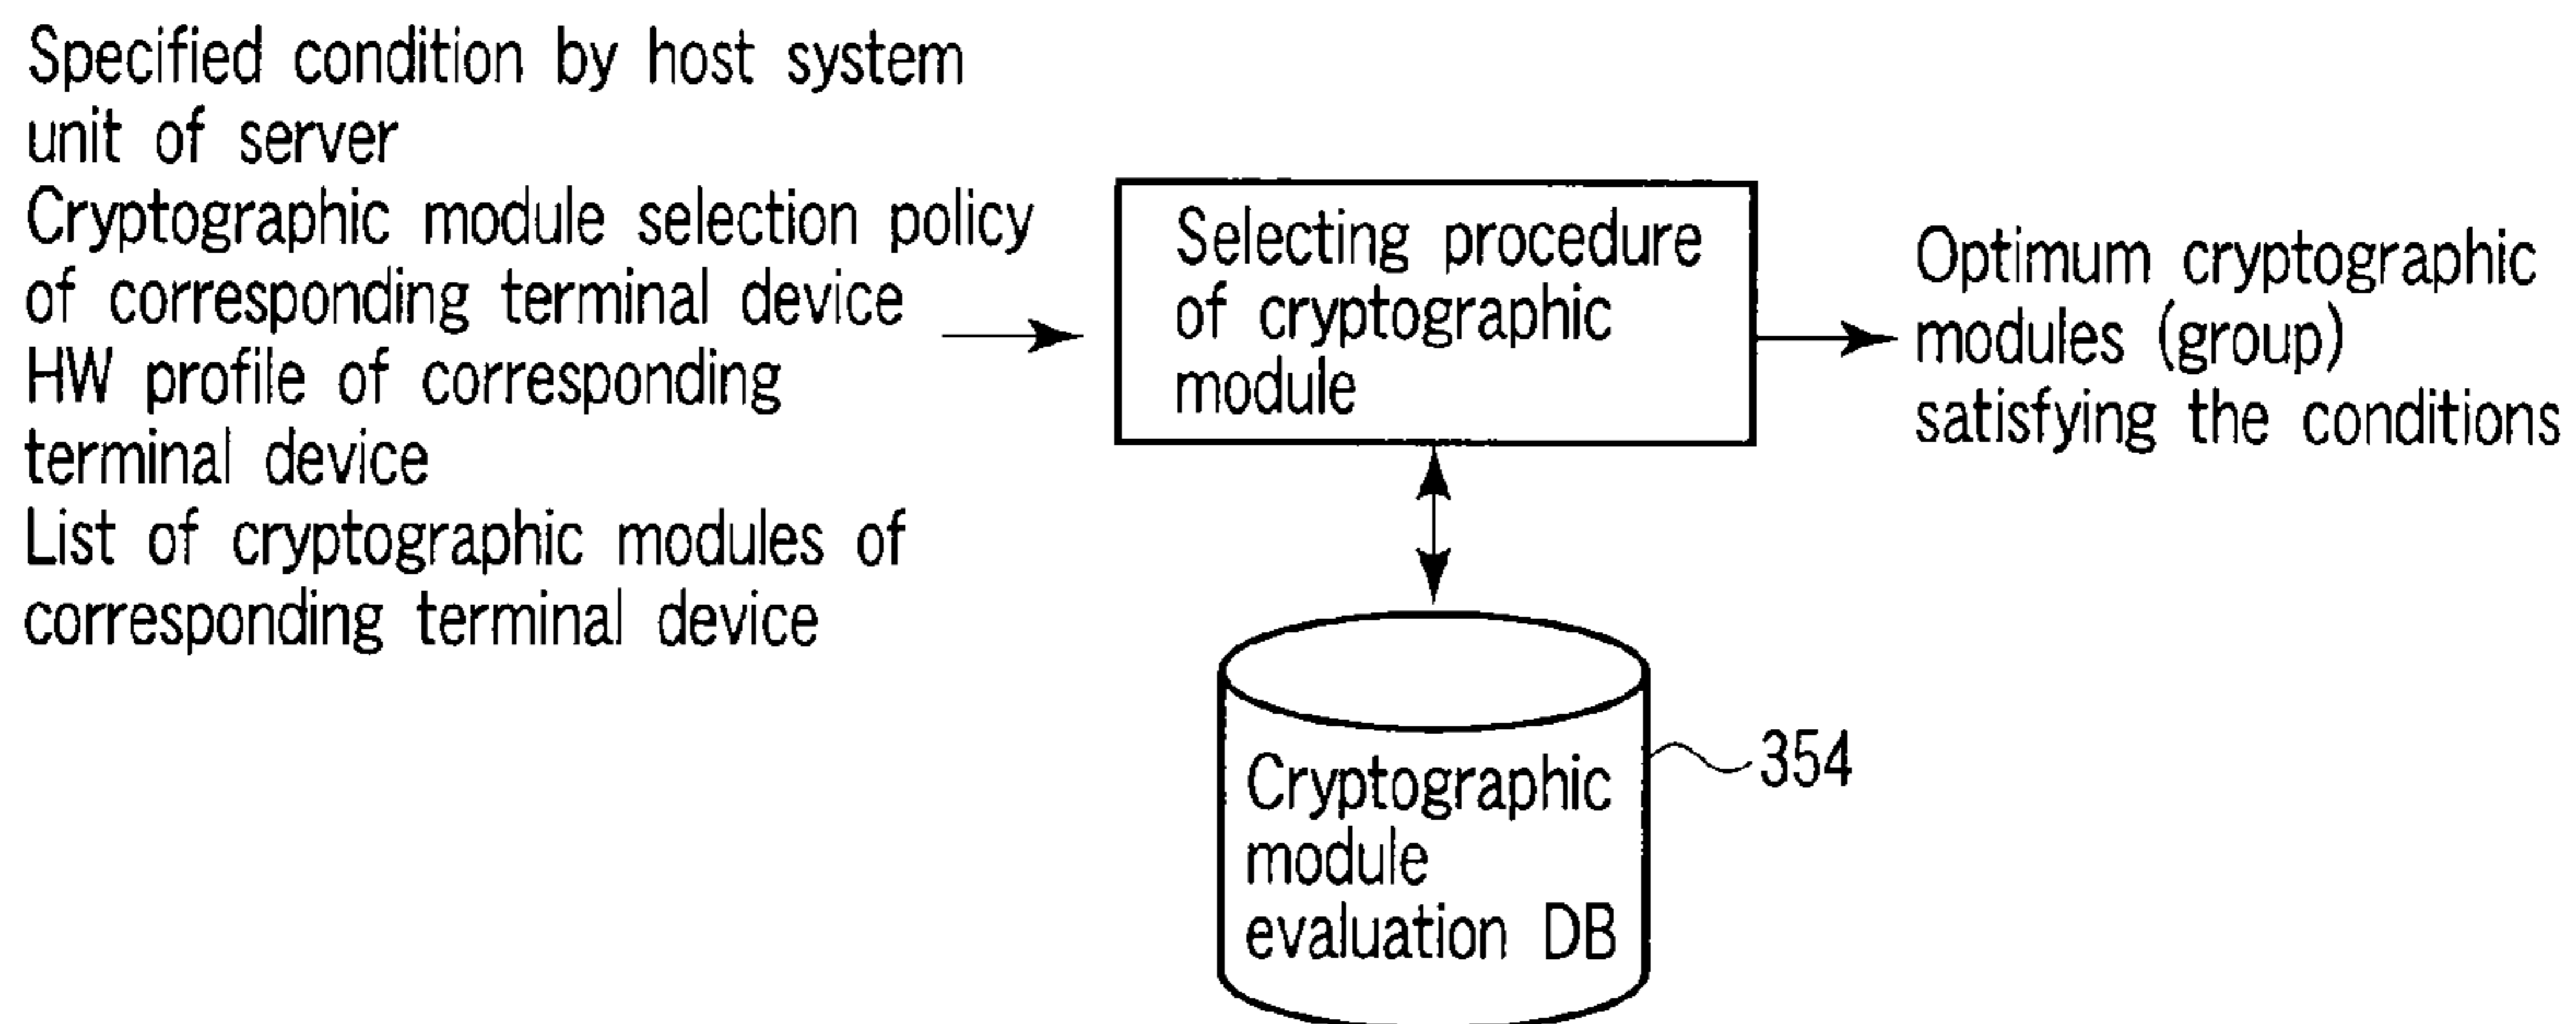 Specified condition by host system
unit of server
Cryptographic module selection policy
of corresponding terminal device
HW profile of corresponding
terminal device
List of cryptographic modules of
corresponding terminal device
Selecting procedure
of cryptographic
module
Optimum cryptographic
modules (group)
satisfying the conditions
Cryptographic
module
evaluation DB
354